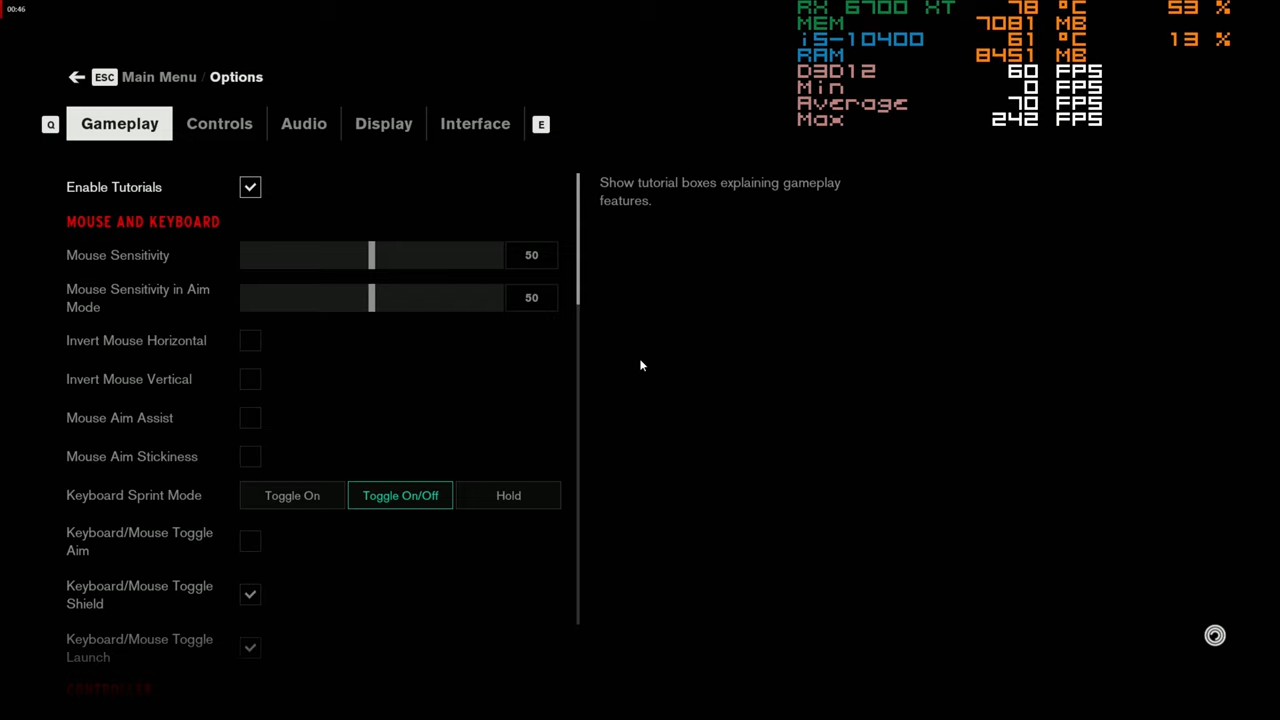 00:46
RX 6700 XT 78 °C 53 %
MEM 7081 MB
i5-10400 61 °C 13 %
RAM 8451 MB
D3D12 60 FPS
Min 0 FPS
Average 70 FPS
Max 242 FPS
ESC Main Menu / Options
Q Gameplay Controls Audio Display Interface E
Enable Tutorials
Show tutorial boxes explaining gameplay
features.
MOUSE AND KEYBOARD
Mouse Sensitivity 50
Mouse Sensitivity in Aim
Mode
50
Invert Mouse Horizontal
Invert Mouse Vertical
Mouse Aim Assist
Mouse Aim Stickiness
Keyboard Sprint Mode Toggle On Toggle On/Off Hold
Keyboard/Mouse Toggle
Aim
Keyboard/Mouse Toggle
Shield
Keyboard/Mouse Toggle
Launch
CONTROLLER